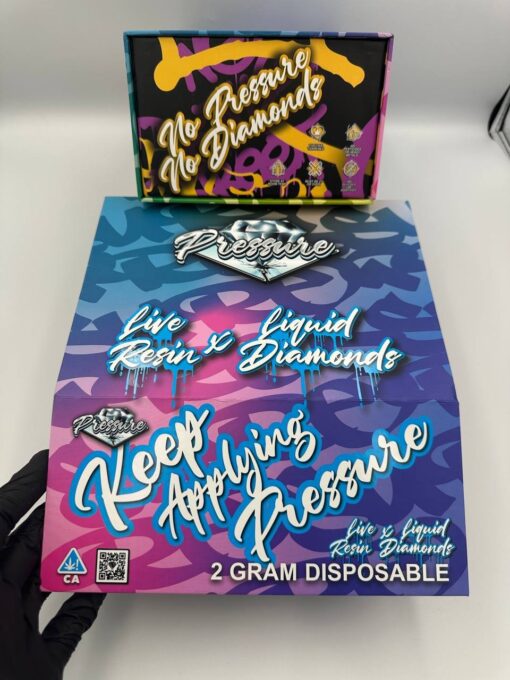 No Pressure
No Diamonds
Pressure
Live Resin x Liquid Diamonds
Pressure
Keep
Applying
Pressure
Live x Liquid
Resin Diamonds
CA
2 GRAM DISPOSABLE